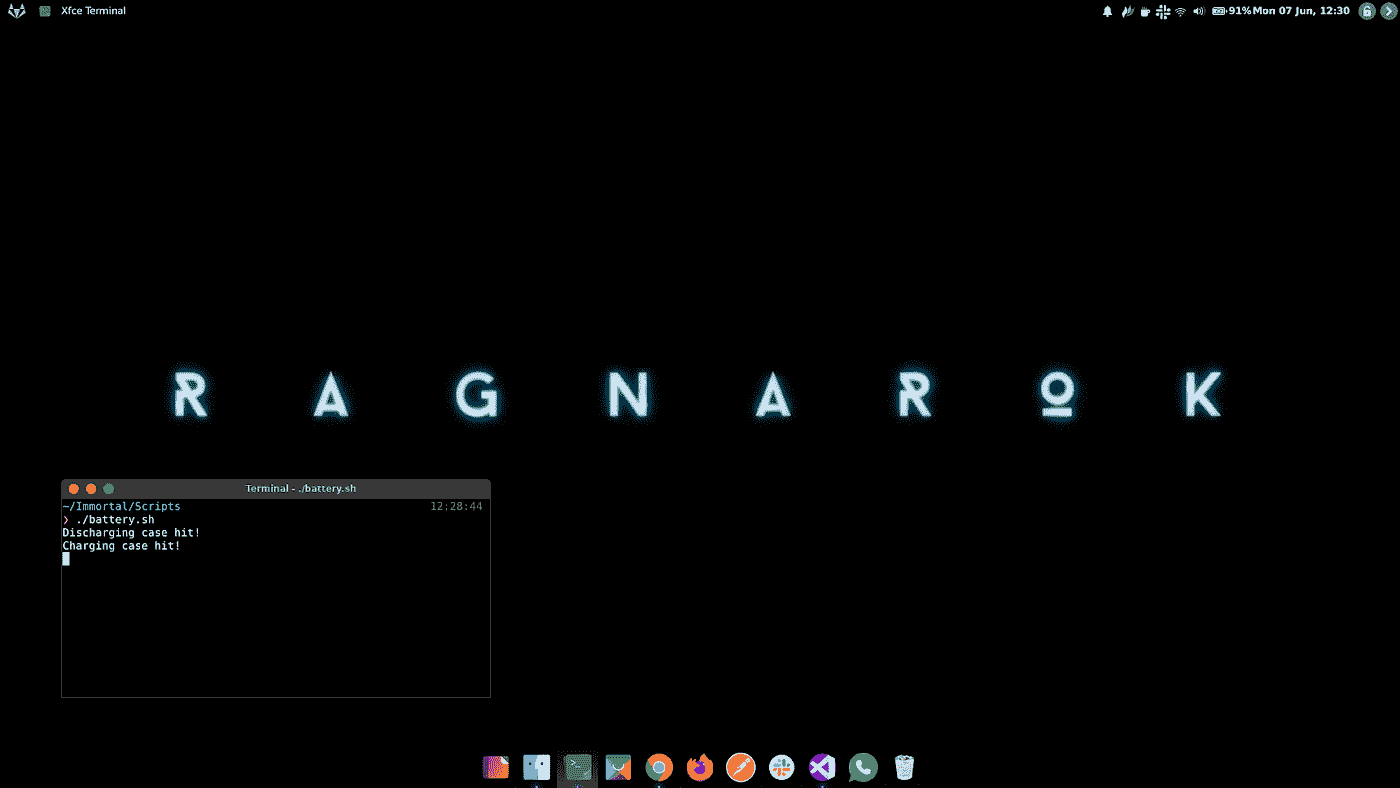 Xfce Terminal
91% Mon 07 Jun, 12:30
R A G N A R O K
Terminal - ./battery.sh
~/Immortal/Scripts 12:28:44
❯ ./battery.sh
Discharging case hit!
Charging case hit!